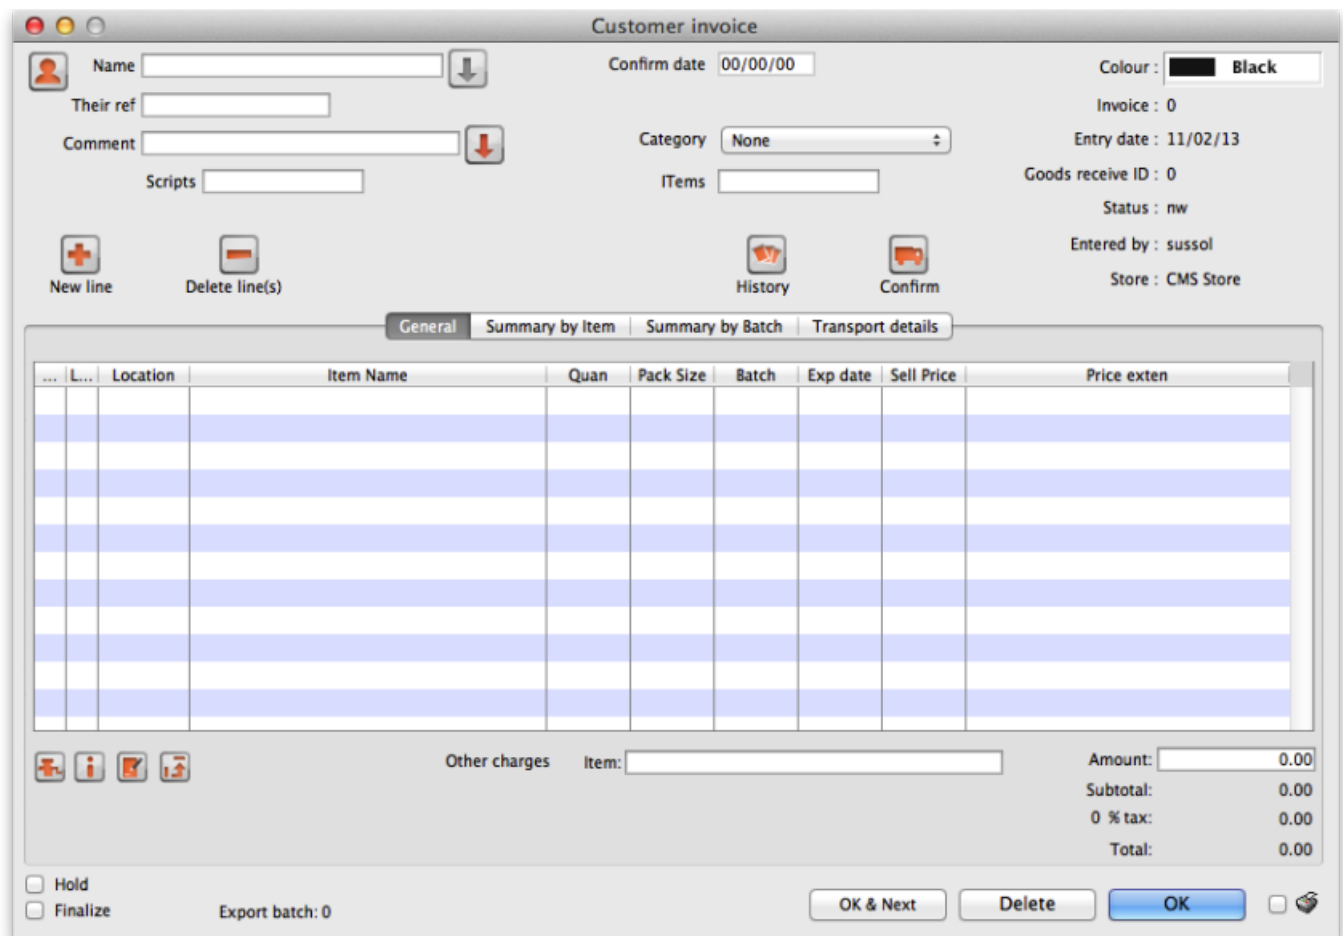 Customer invoice
Name
Confirm date 00/00/00
Colour : Black
Their ref
Invoice : 0
Comment
Category None
Entry date : 11/02/13
Scripts
ITems
Goods receive ID : 0
Status : nw
Entered by : sussol
Store : CMS Store
New line
Delete line(s)
History
Confirm
General Summary by Item Summary by Batch Transport details
... L... Location Item Name Quan Pack Size Batch Exp date Sell Price Price exten
Other charges Item:
Amount: 0.00
Subtotal: 0.00
0 % tax: 0.00
Total: 0.00
Hold
Finalize
Export batch: 0
OK & Next
Delete
OK